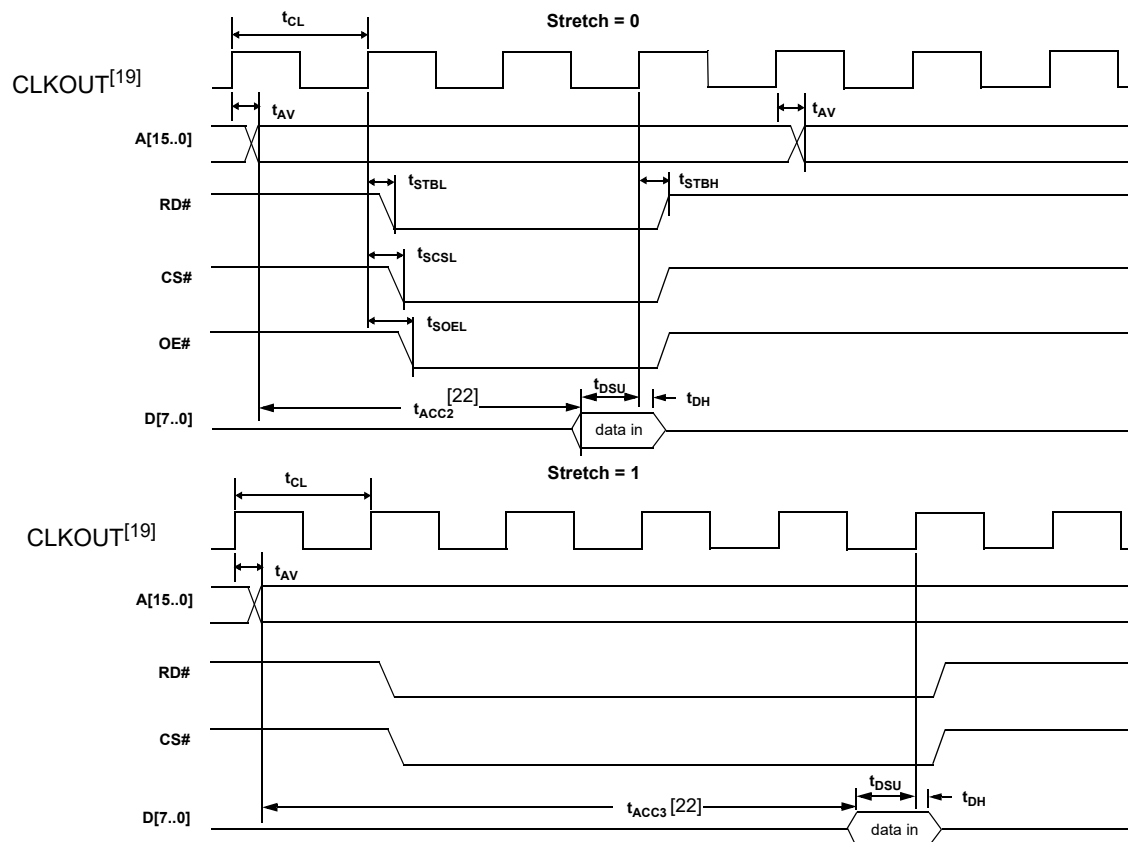 Stretch = 0
tCL
CLKOUT[19]
tAV
tAV
A[15..0]
tSTBL
tSTBH
RD#
tSCSL
CS#
tSOEL
OE#
tDSU
tACC2 [22]
tDH
D[7..0]
data in
Stretch = 1
tCL
CLKOUT[19]
tAV
A[15..0]
RD#
CS#
tDSU
tACC3 [22]
tDH
D[7..0]
data in